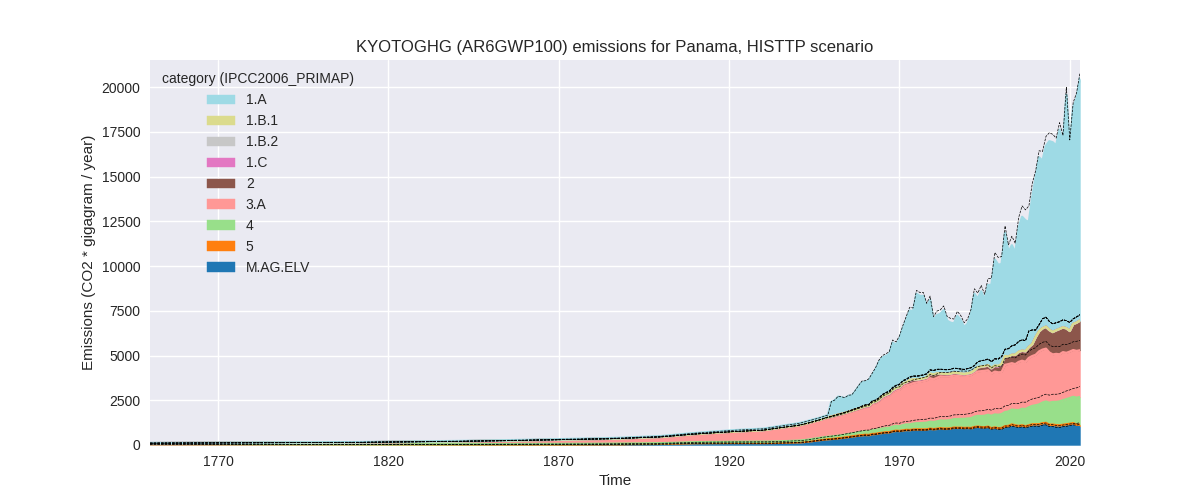 KYOTOGHG (AR6GWP100) emissions for Panama, HISTTP scenario
category (IPCC2006_PRIMAP)
1.A
1.B.1
1.B.2
1.C
2
3.A
4
5
M.AG.ELV
Emissions (CO2 * gigagram / year)
20000
17500
15000
12500
10000
7500
5000
2500
0
1770
1820
1870
1920
1970
2020
Time